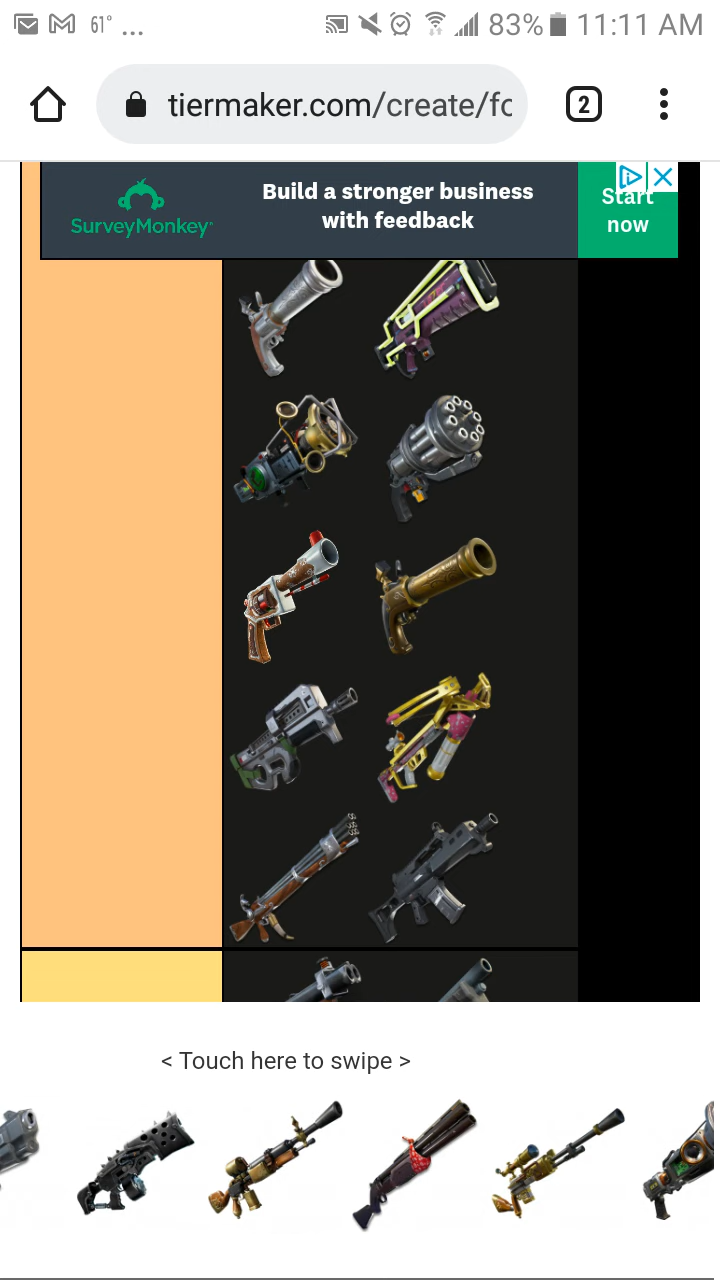 61° ... 83% 11:11 AM
tiermaker.com/create/fo 2
SurveyMonkey
Build a stronger business
with feedback
Start
now
< Touch here to swipe >